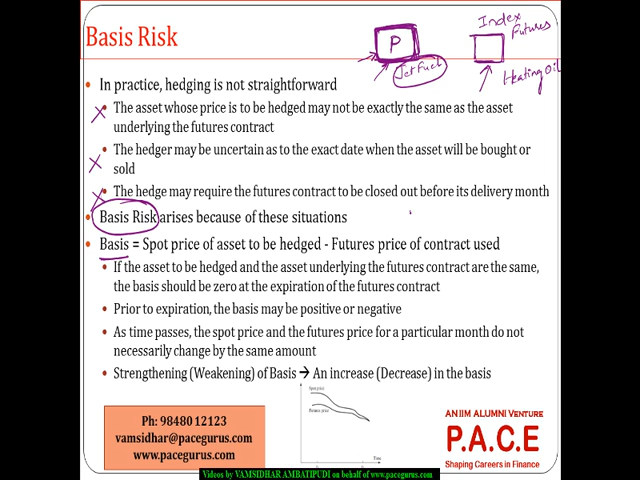 Basis Risk
P
Jet Fuel
Index
Futures
Heating Oil
• In practice, hedging is not straightforward
• The asset whose price is to be hedged may not be exactly the same as the asset
underlying the futures contract
• The hedger may be uncertain as to the exact date when the asset will be bought or
sold
• The hedge may require the futures contract to be closed out before its delivery month
• Basis Risk arises because of these situations
• Basis = Spot price of asset to be hedged - Futures price of contract used
• If the asset to be hedged and the asset underlying the futures contract are the same,
the basis should be zero at the expiration of the futures contract
• Prior to expiration, the basis may be positive or negative
• As time passes, the spot price and the futures price for a particular month do not
necessarily change by the same amount
• Strengthening (Weakening) of Basis → An increase (Decrease) in the basis
Spot price
Futures price
Time
Ph: 98480 12123
vamsidhar@pacegurus.com
www.pacegurus.com
AN IIM ALUMNI VENTURE
P.A.C.E
Shaping Careers in Finance
Videos by VAMSIDHAR AMBATIPUDI on behalf of www.pacegurus.com